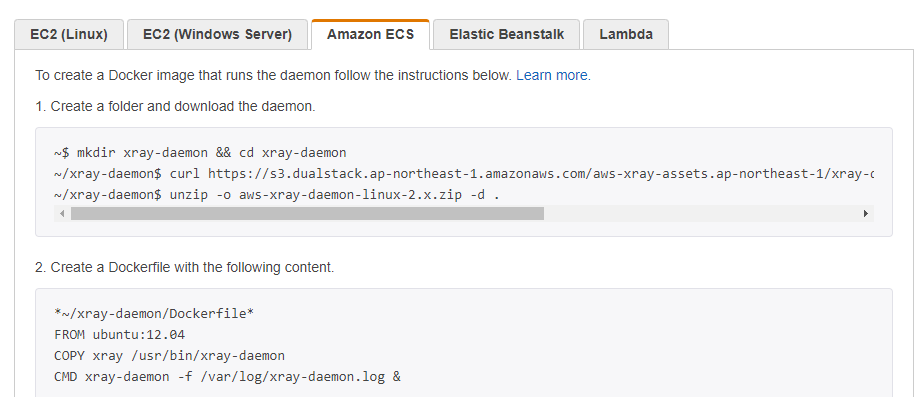 EC2 (Linux) EC2 (Windows Server) Amazon ECS Elastic Beanstalk Lambda
To create a Docker image that runs the daemon follow the instructions below. Learn more.
1. Create a folder and download the daemon.
~$ mkdir xray-daemon && cd xray-daemon
~/xray-daemon$ curl https://s3.dualstack.ap-northeast-1.amazonaws.com/aws-xray-assets.ap-northeast-1/xray-
~/xray-daemon$ unzip -o aws-xray-daemon-linux-2.x.zip -d .
2. Create a Dockerfile with the following content.
*~/xray-daemon/Dockerfile*
FROM ubuntu:12.04
COPY xray /usr/bin/xray-daemon
CMD xray-daemon -f /var/log/xray-daemon.log &